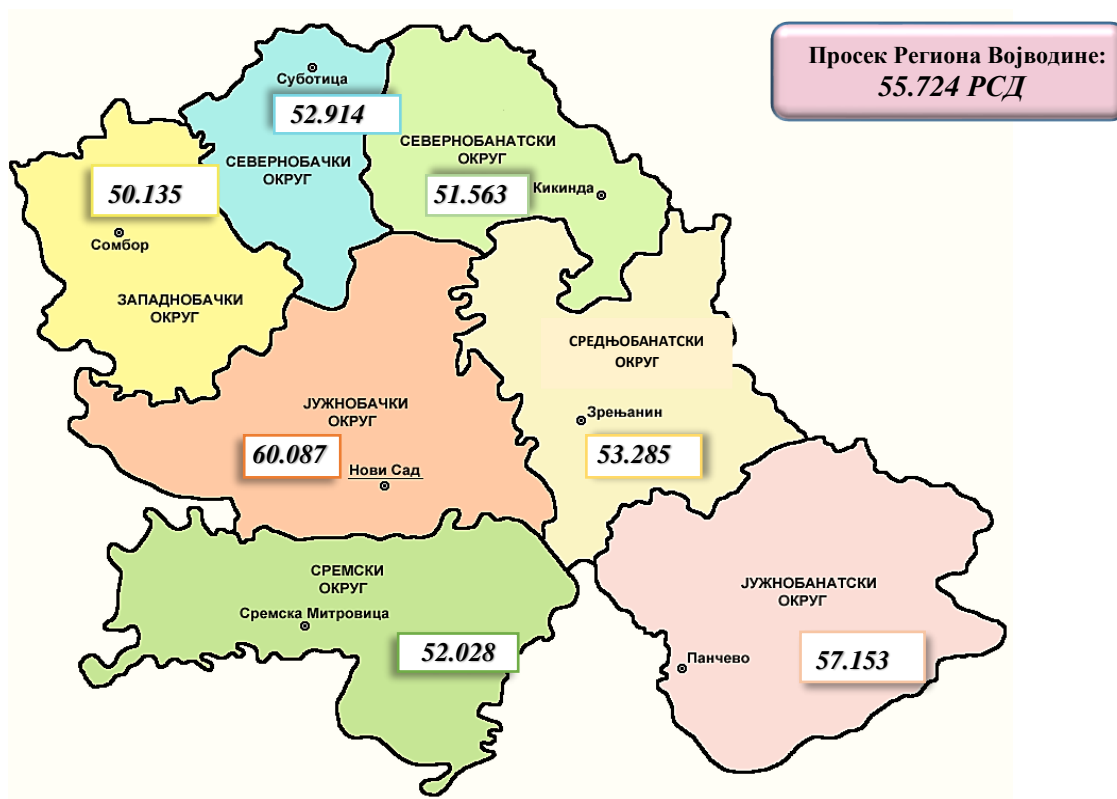 Просек Региона Војводине:
55.724 РСД
Суботица
52.914
СЕВЕРНОБАЧКИ
ОКРУГ
СЕВЕРНОБАНАТСКИ
ОКРУГ
51.563
Кикинда
50.135
Сомбор
ЗАПАДНОБАЧКИ
ОКРУГ
СРЕДЊОБАНАТСКИ
ОКРУГ
Зрењанин
53.285
ЈУЖНОБАЧКИ
ОКРУГ
60.087
Нови Сад
СРЕМСКИ
ОКРУГ
Сремска Митровица
52.028
ЈУЖНОБАНАТСКИ
ОКРУГ
Панчево
57.153